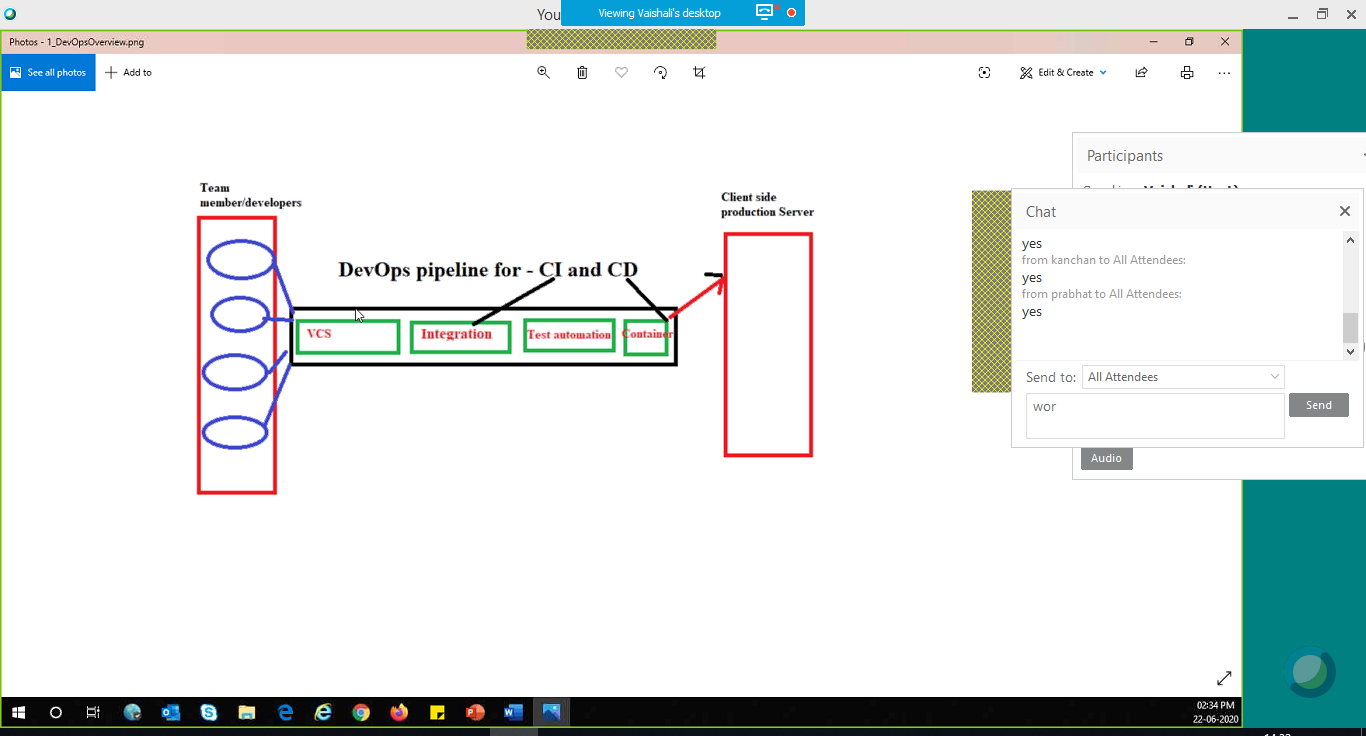 You
Viewing Vaishali's desktop
Photos - 1_DevOpsOverview.png
See all photos
Add to
Edit & Create
Team
member/developers
Client side
production Server
DevOps pipeline for - CI and CD
VCS
Integration
Test automation
Container
Participants
Chat
yes
from kanchan to All Attendees:
yes
from prabhat to All Attendees:
yes
Send to:
All Attendees
wor
Send
Audio
02:34 PM
22-06-2020